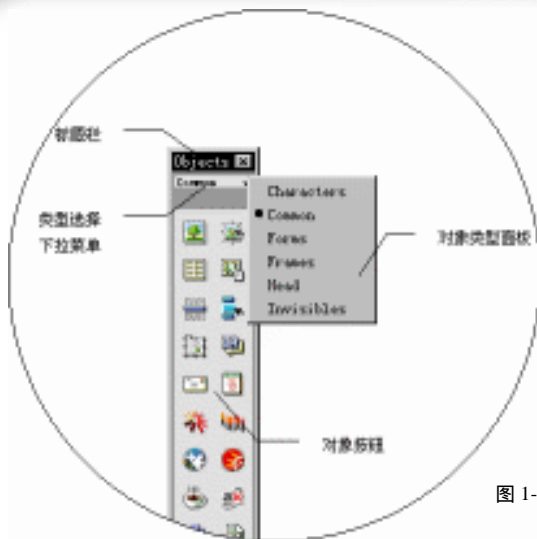 标题栏
Objects
Common
Characters
Common
Forms
Frames
Head
Invisibles
类型选择
下拉菜单
对象类型面板
对象按钮
图 1-